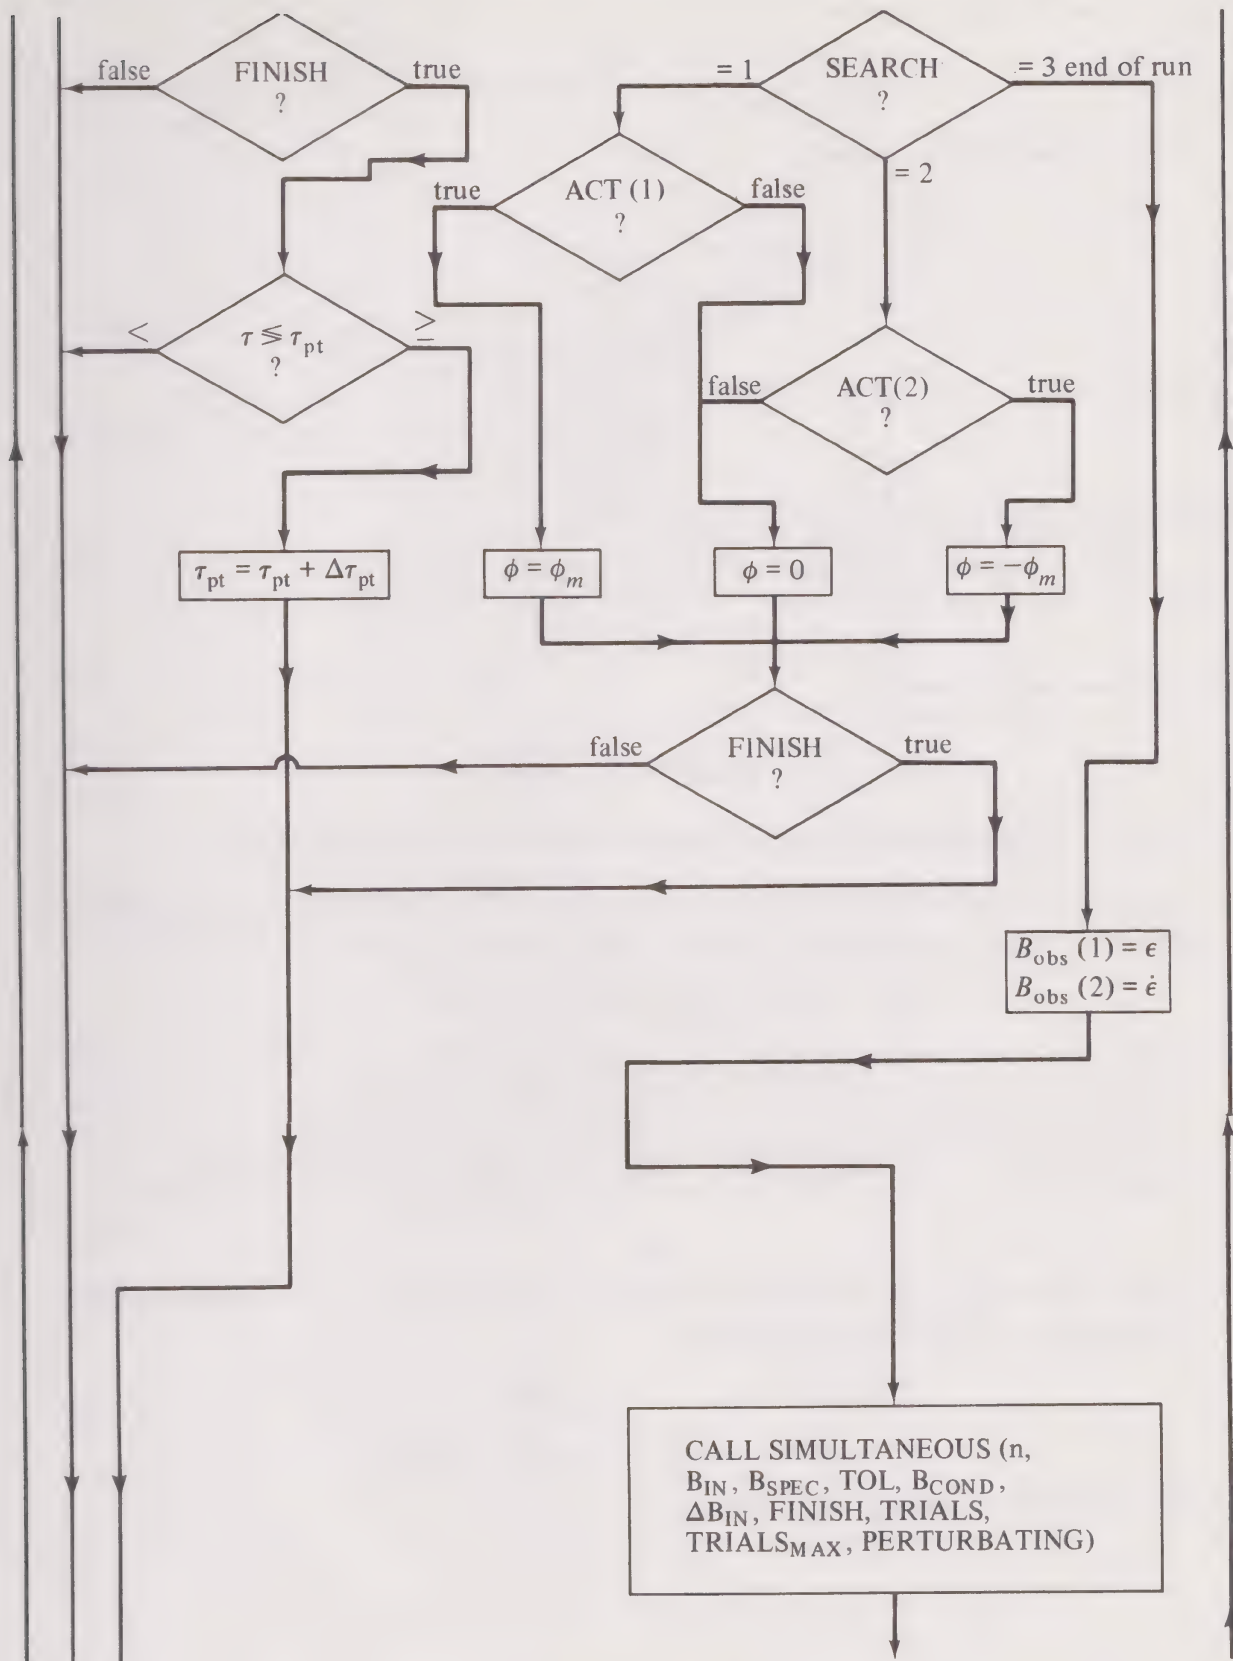 false
FINISH
?
true
= 1
SEARCH
?
= 3 end of run
= 2
true
ACT (1)
?
false
<
τ ≶ τpt
?
≥
false
ACT(2)
?
true
τpt = τpt + Δτpt
ϕ = ϕm
ϕ = 0
ϕ = −ϕm
false
FINISH
?
true
Bobs (1) = ϵ
Bobs (2) = ϵ̇
CALL SIMULTANEOUS (n,
BIN, BSPEC, TOL, BCOND,
ΔBIN, FINISH, TRIALS,
TRIALSMAX, PERTURBATING)